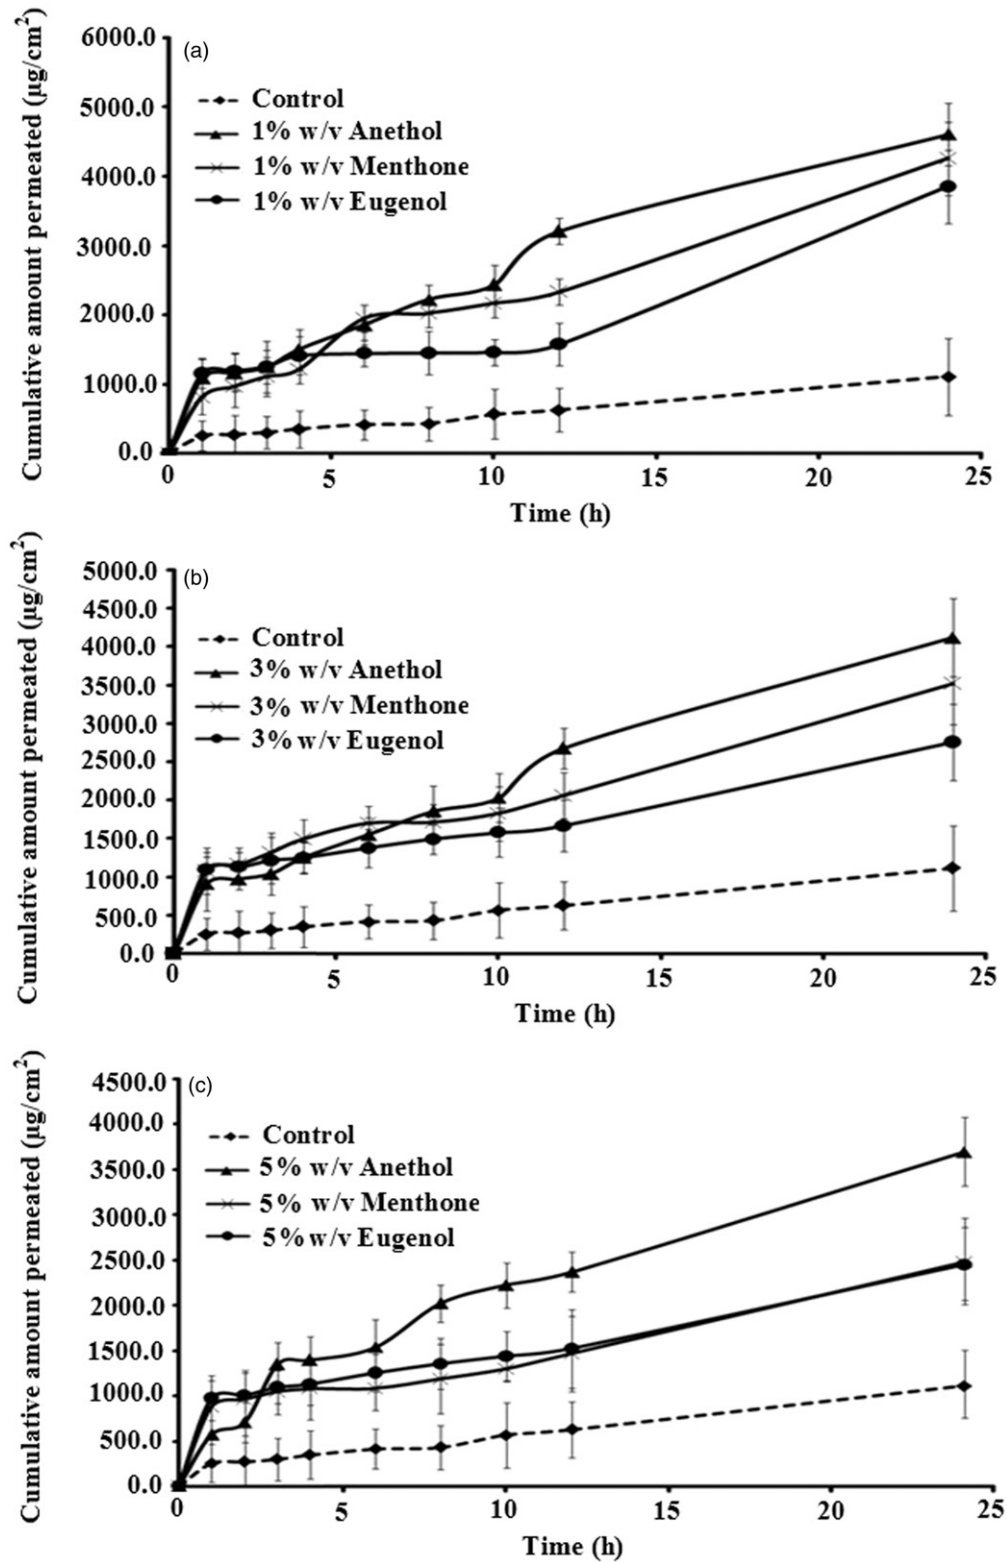 (a)
Cumulative amount permeated (µg/cm²)
6000.0
5000.0
4000.0
3000.0
2000.0
1000.0
0.0
Control
1% w/v Anethol
1% w/v Menthone
1% w/v Eugenol
0 5 10 15 20 25
Time (h)
(b)
Cumulative amount permeated (µg/cm²)
5000.0
4500.0
4000.0
3500.0
3000.0
2500.0
2000.0
1500.0
1000.0
500.0
0.0
Control
3% w/v Anethol
3% w/v Menthone
3% w/v Eugenol
0 5 10 15 20 25
Time (h)
(c)
Cumulative amount permeated (µg/cm²)
4500.0
4000.0
3500.0
3000.0
2500.0
2000.0
1500.0
1000.0
500.0
0.0
Control
5% w/v Anethol
5% w/v Menthone
5% w/v Eugenol
0 5 10 15 20 25
Time (h)